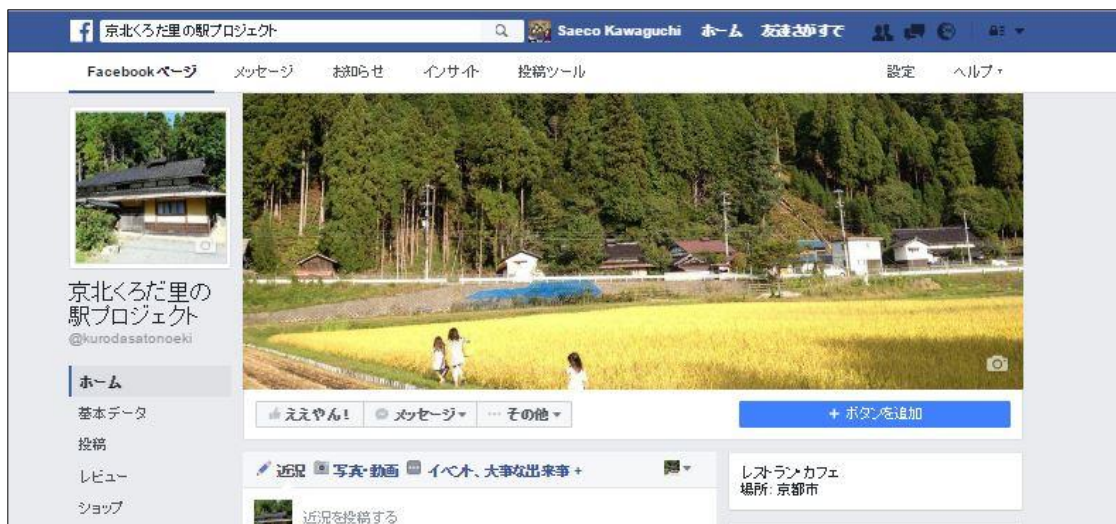 京北くろだ里の駅プロジェクト
Saeco Kawaguchi ホーム 友達さがすで
Facebookページ メッセージ お知らせ インサイト 投稿ツール 設定 ヘルプ
京北くろだ里の
駅プロジェクト
@kurodasatonoeki
ホーム
基本データ
投稿
レビュー
ショップ
ええやん! メッセージ … その他 + ボタンを追加
近況 写真・動画 イベント、大事な出来事 +
近況を投稿する
レストラン・カフェ
場所: 京都市